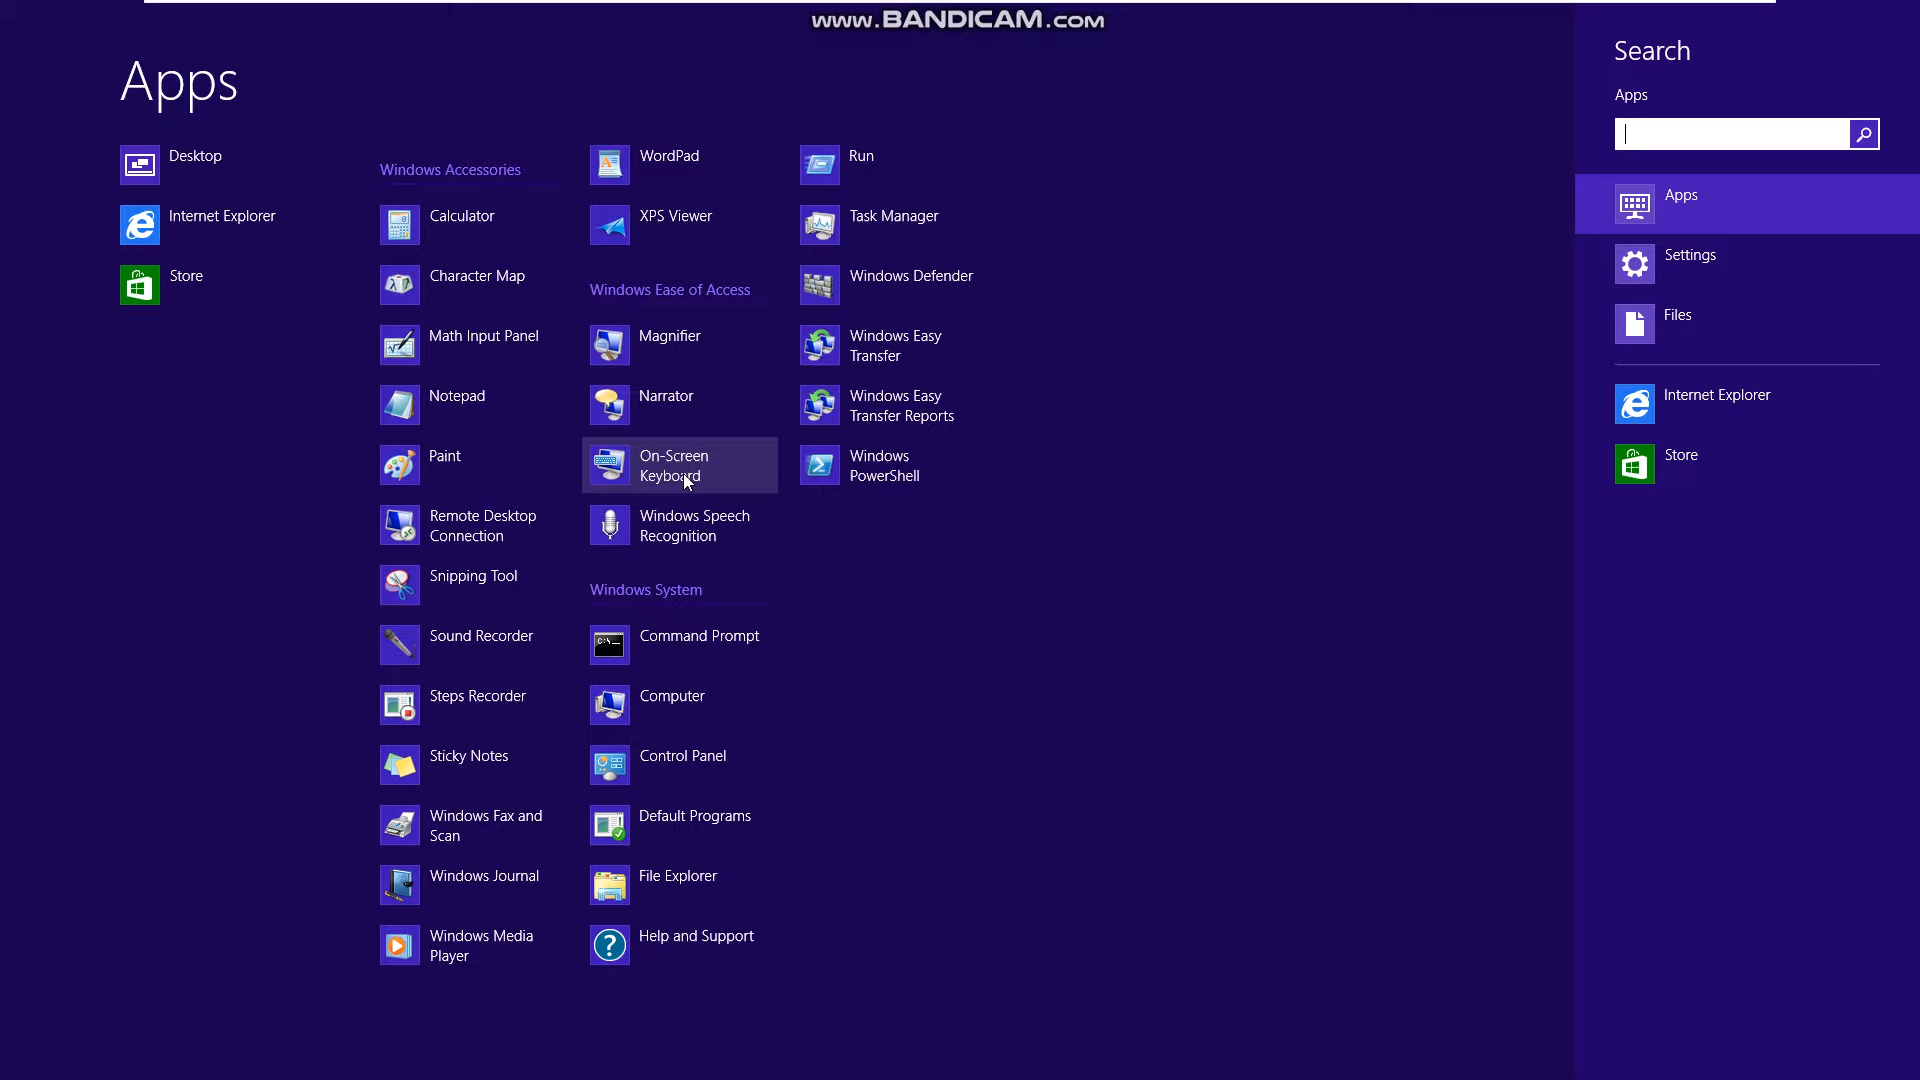 www.BANDICAM.com
Apps
Desktop
Internet Explorer
Store
Windows Accessories
Calculator
Character Map
Math Input Panel
Notepad
Paint
Remote Desktop
Connection
Snipping Tool
Sound Recorder
Steps Recorder
Sticky Notes
Windows Fax and
Scan
Windows Journal
Windows Media
Player
WordPad
XPS Viewer
Windows Ease of Access
Magnifier
Narrator
On-Screen
Keyboard
Windows Speech
Recognition
Windows System
Command Prompt
Computer
Control Panel
Default Programs
File Explorer
Help and Support
Run
Task Manager
Windows Defender
Windows Easy
Transfer
Windows Easy
Transfer Reports
Windows
PowerShell
Search
Apps
Apps
Settings
Files
Internet Explorer
Store